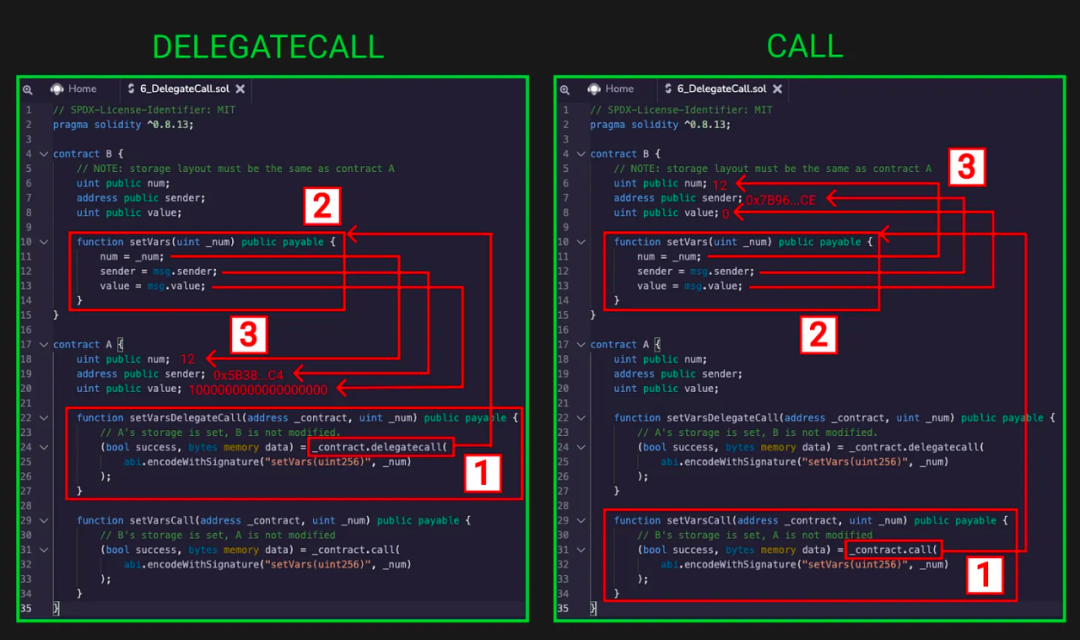 DELEGATECALL
Home
6_DelegateCall.sol
1 // SPDX-License-Identifier: MIT
2 pragma solidity ^0.8.13;
3
4 contract B {
5 // NOTE: storage layout must be the same as contract A
6 uint public num;
7 address public sender;
8 uint public value;
2
9
10 function setVars(uint _num) public payable {
11 num = _num;
12 sender = msg.sender;
13 value = msg.value;
14 }
15 }
16
3
17 contract A {
18 uint public num; 12
19 address public sender; 0x5B38...C4
20 uint public value; 1000000000000000000
21
22 function setVarsDelegateCall(address _contract, uint _num) public payable {
23 // A's storage is set, B is not modified.
24 (bool success, bytes memory data) = _contract.delegatecall(
25 abi.encodeWithSignature("setVars(uint256)", _num)
1
26 );
27 }
28
29 function setVarsCall(address _contract, uint _num) public payable {
30 // B's storage is set, A is not modified
31 (bool success, bytes memory data) = _contract.call(
32 abi.encodeWithSignature("setVars(uint256)", _num)
33 );
34 }
35 }
CALL
Home
6_DelegateCall.sol
1 // SPDX-License-Identifier: MIT
2 pragma solidity ^0.8.13;
3
4 contract B {
5 // NOTE: storage layout must be the same as contract A
3
6 uint public num; 12
7 address public sender; 0x7B96...CE
8 uint public value; 0
9
10 function setVars(uint _num) public payable {
11 num = _num;
12 sender = msg.sender;
13 value = msg.value;
14 }
15 }
16
2
17 contract A {
18 uint public num;
19 address public sender;
20 uint public value;
21
22 function setVarsDelegateCall(address _contract, uint _num) public payable {
23 // A's storage is set, B is not modified.
24 (bool success, bytes memory data) = _contract.delegatecall(
25 abi.encodeWithSignature("setVars(uint256)", _num)
26 );
27 }
28
29 function setVarsCall(address _contract, uint _num) public payable {
30 // B's storage is set, A is not modified
31 (bool success, bytes memory data) = _contract.call(
32 abi.encodeWithSignature("setVars(uint256)", _num)
1
33 );
34 }
35 }